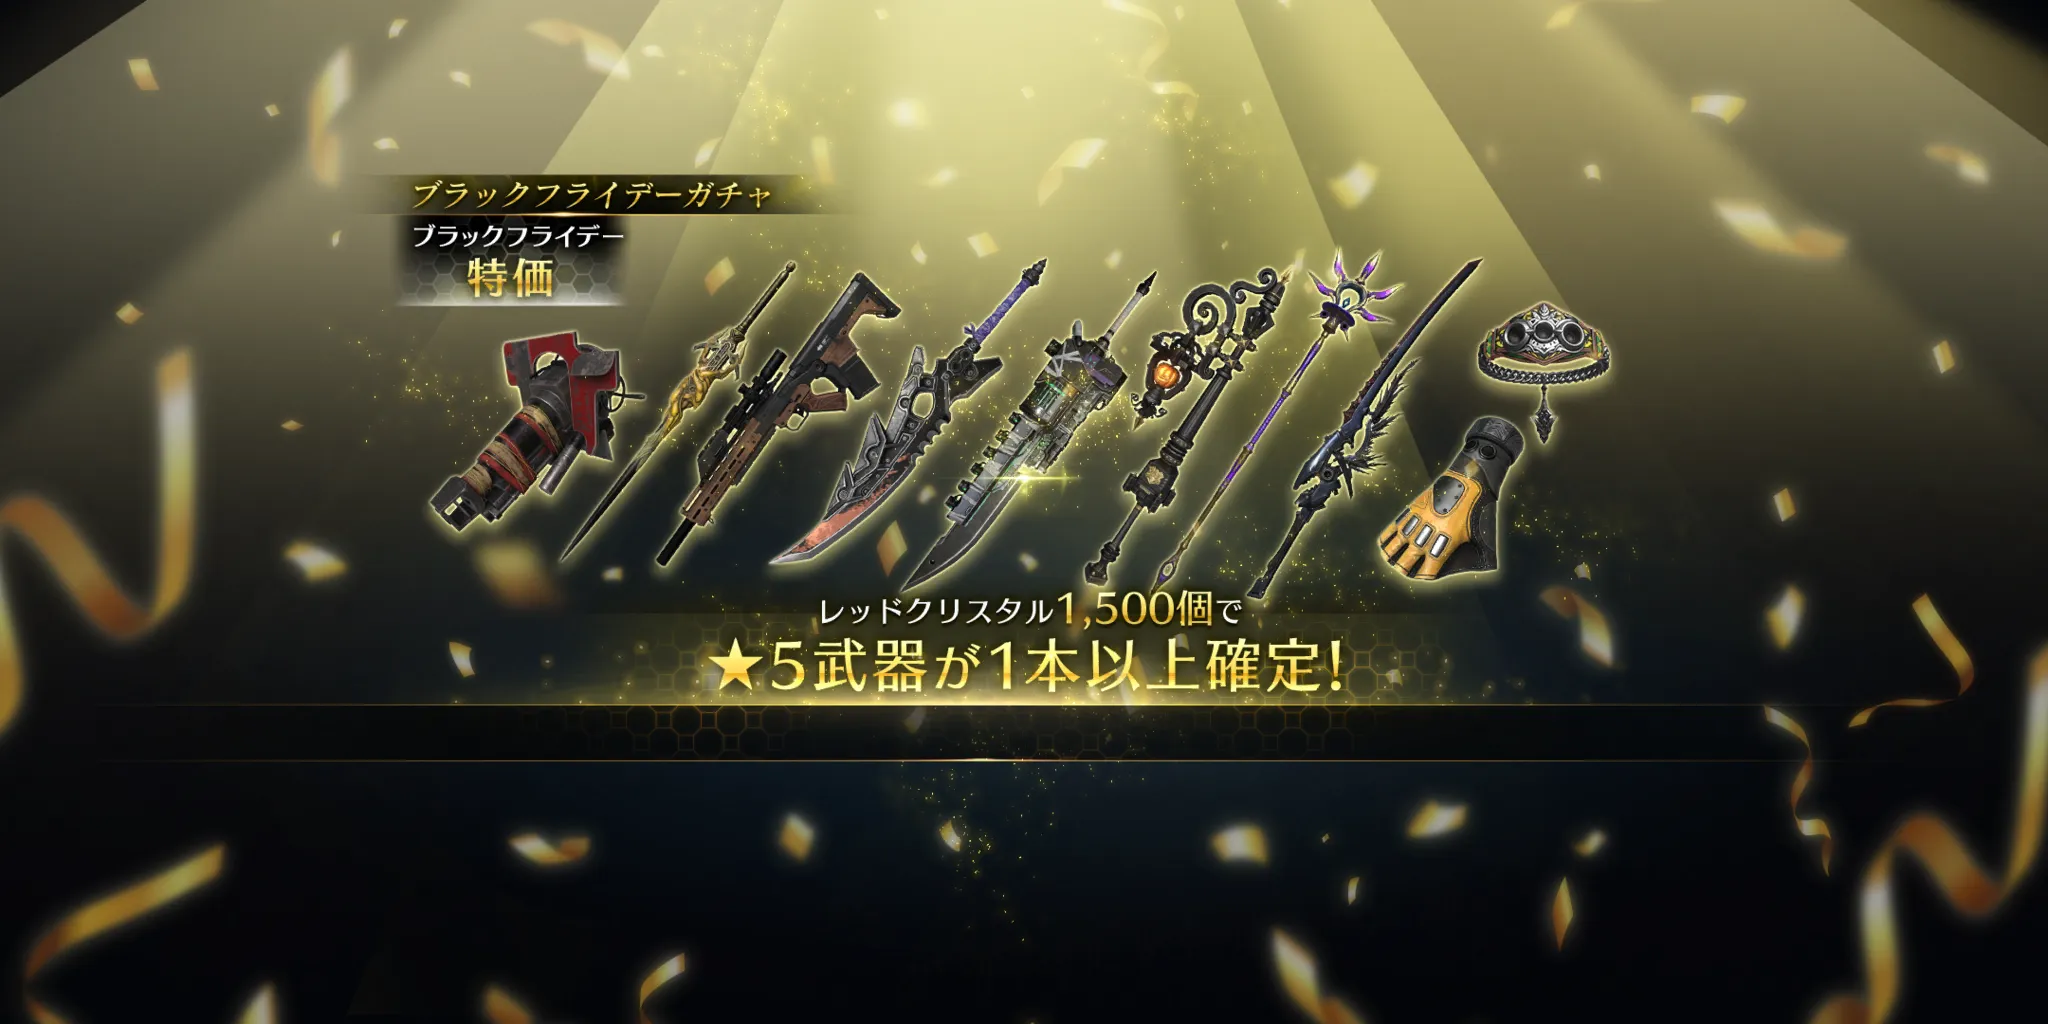 ブラックフライデーガチャ
ブラックフライデー
特価
レッドクリスタル1,500個で
★5武器が1本以上確定!